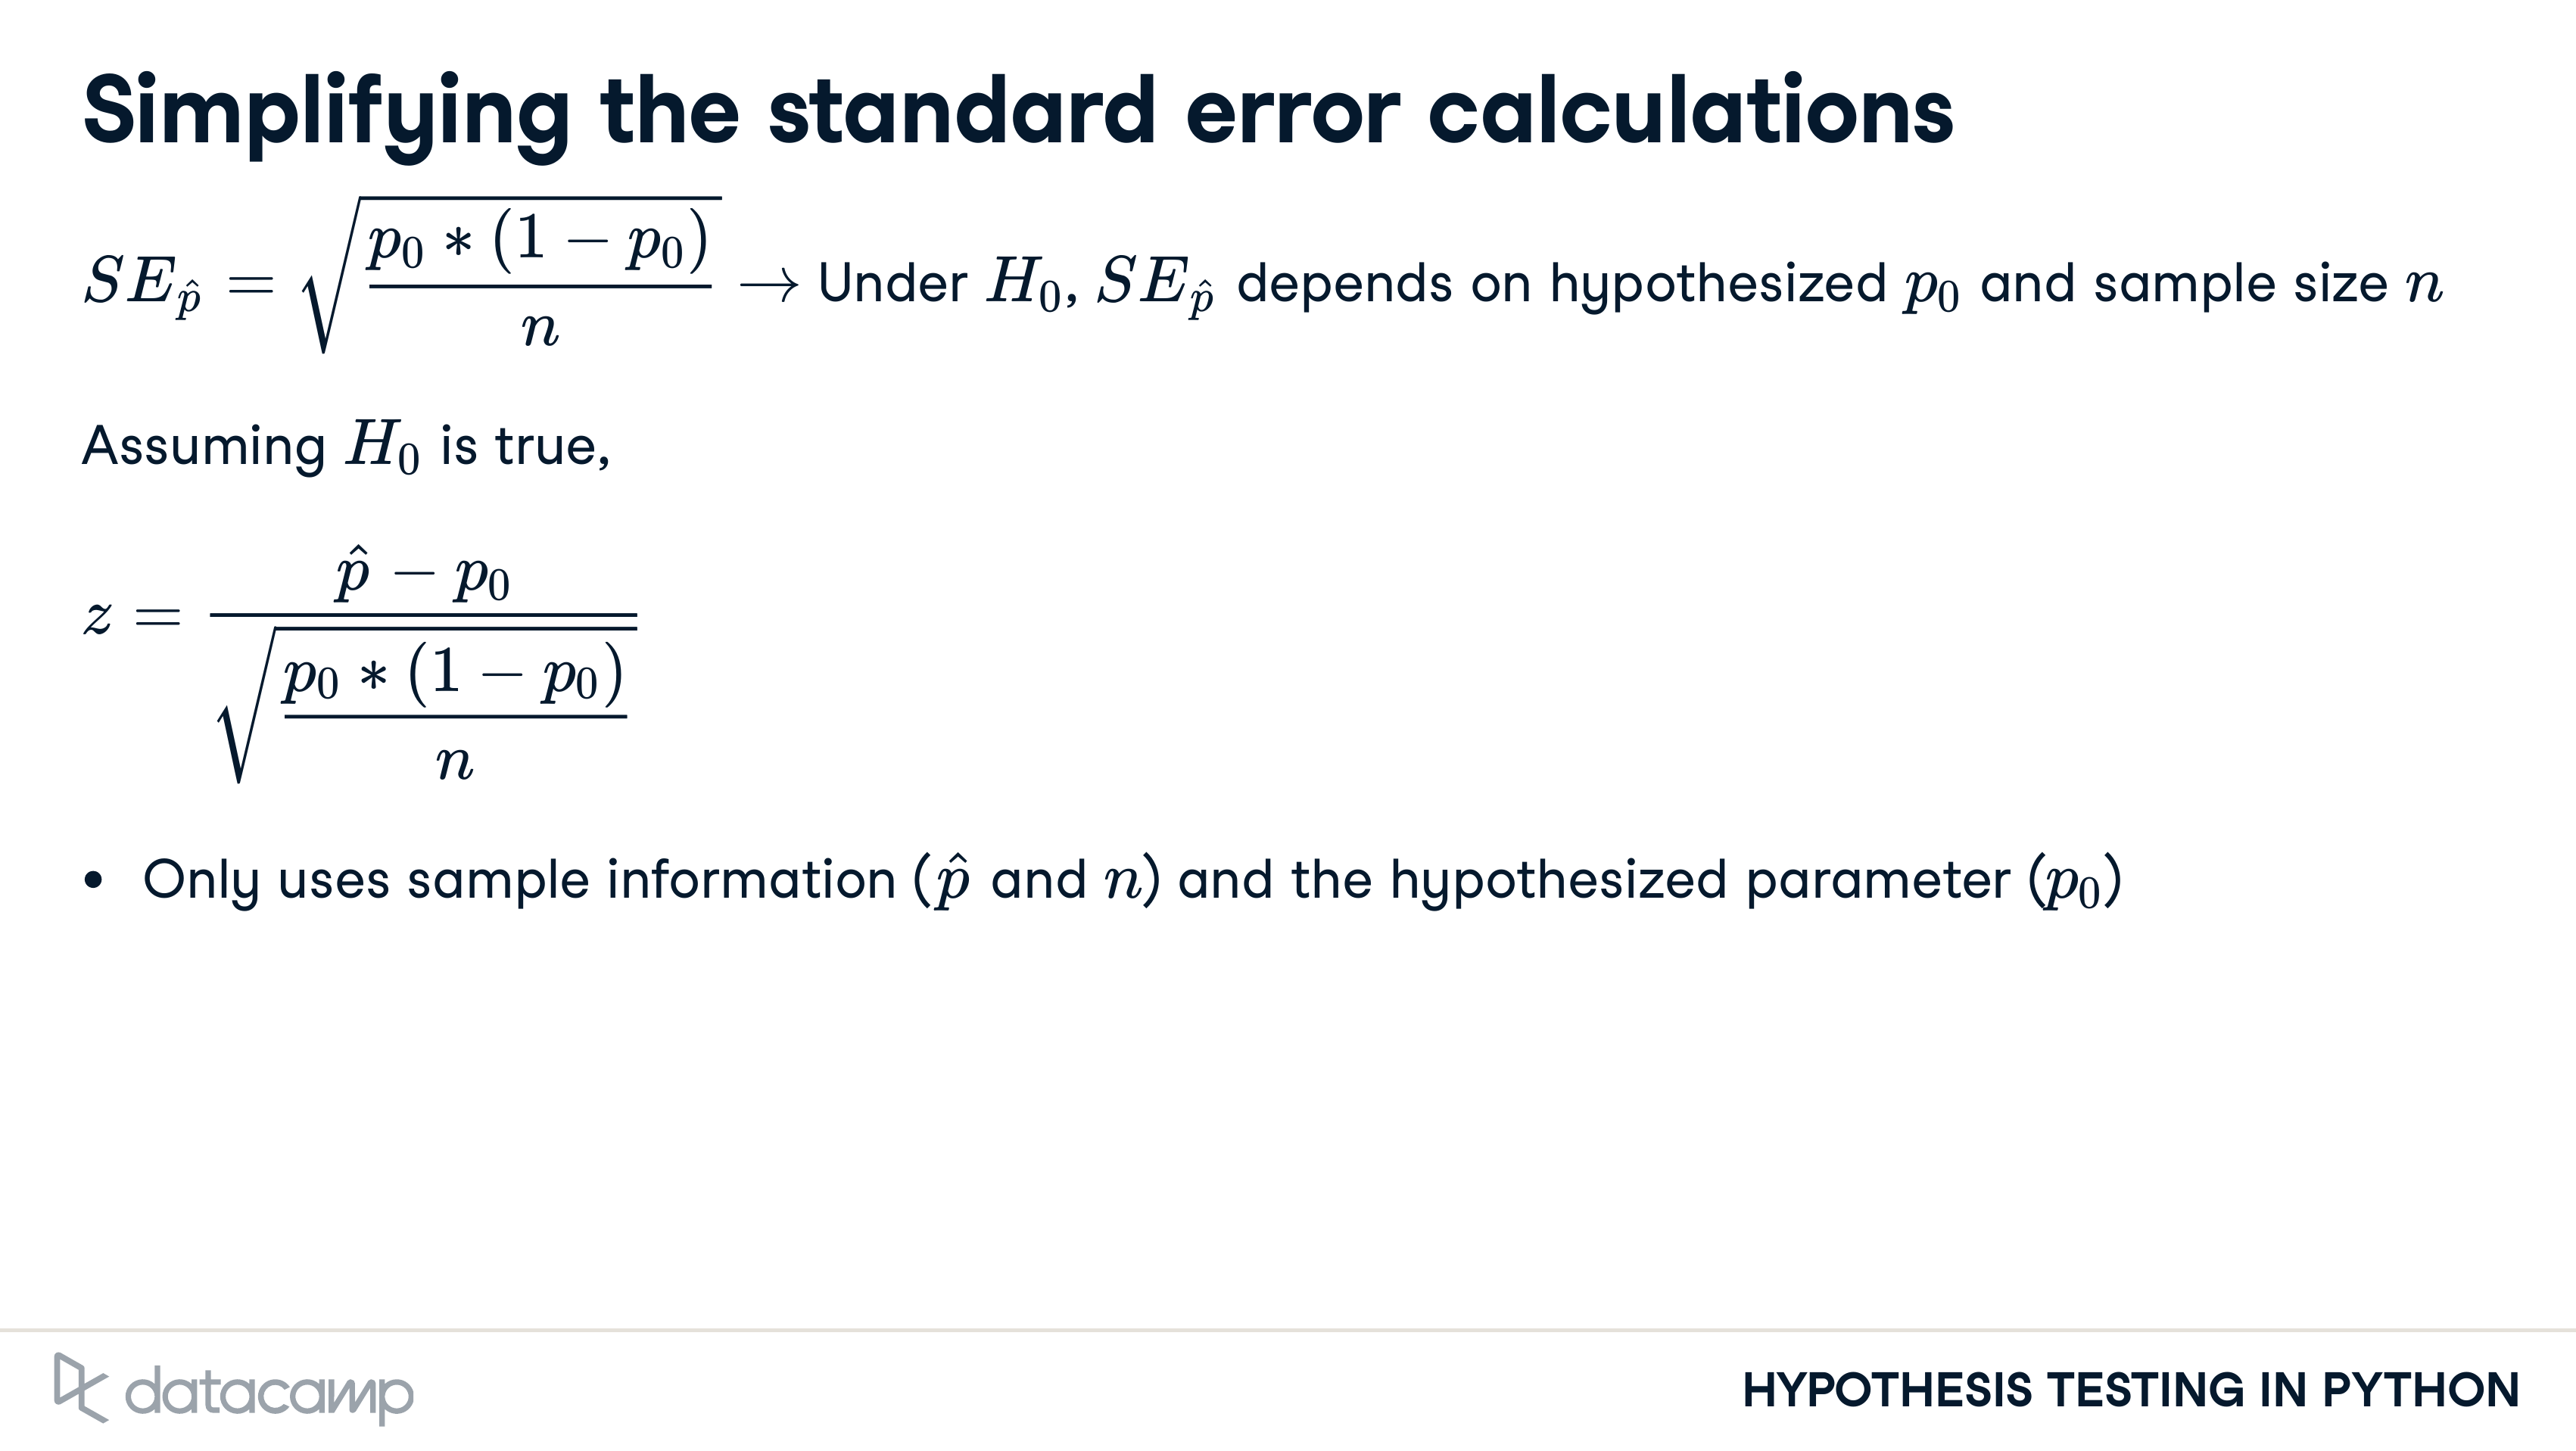 Simplifying the standard error calculations
$SE_{\hat{p}} = \sqrt{\frac{p_0 * (1 - p_0)}{n}}$ → Under $H_0$, $SE_{\hat{p}}$ depends on hypothesized $p_0$ and sample size $n$
Assuming $H_0$ is true,
$z = \frac{\hat{p} - p_0}{\sqrt{\frac{p_0 * (1 - p_0)}{n}}}$
• Only uses sample information ($\hat{p}$ and $n$) and the hypothesized parameter ($p_0$)
datacamp
HYPOTHESIS TESTING IN PYTHON